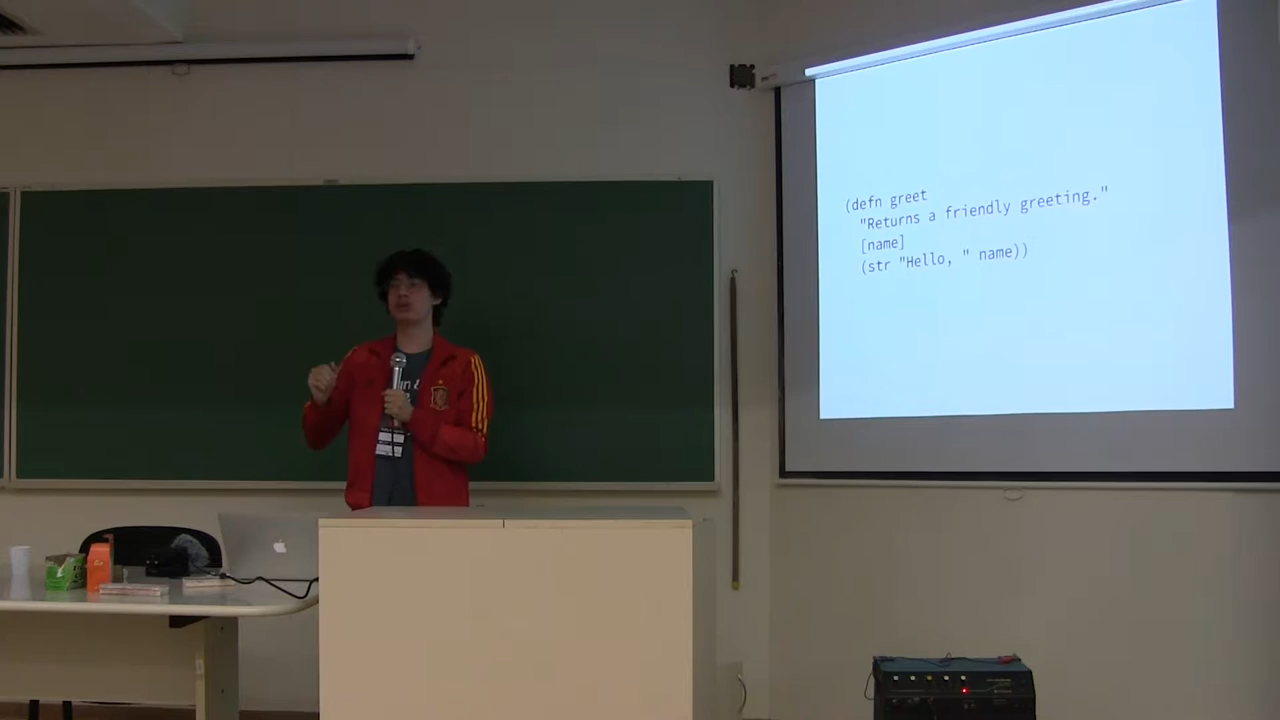 (defn greet
"Returns a friendly greeting."
[name]
(str "Hello, " name))